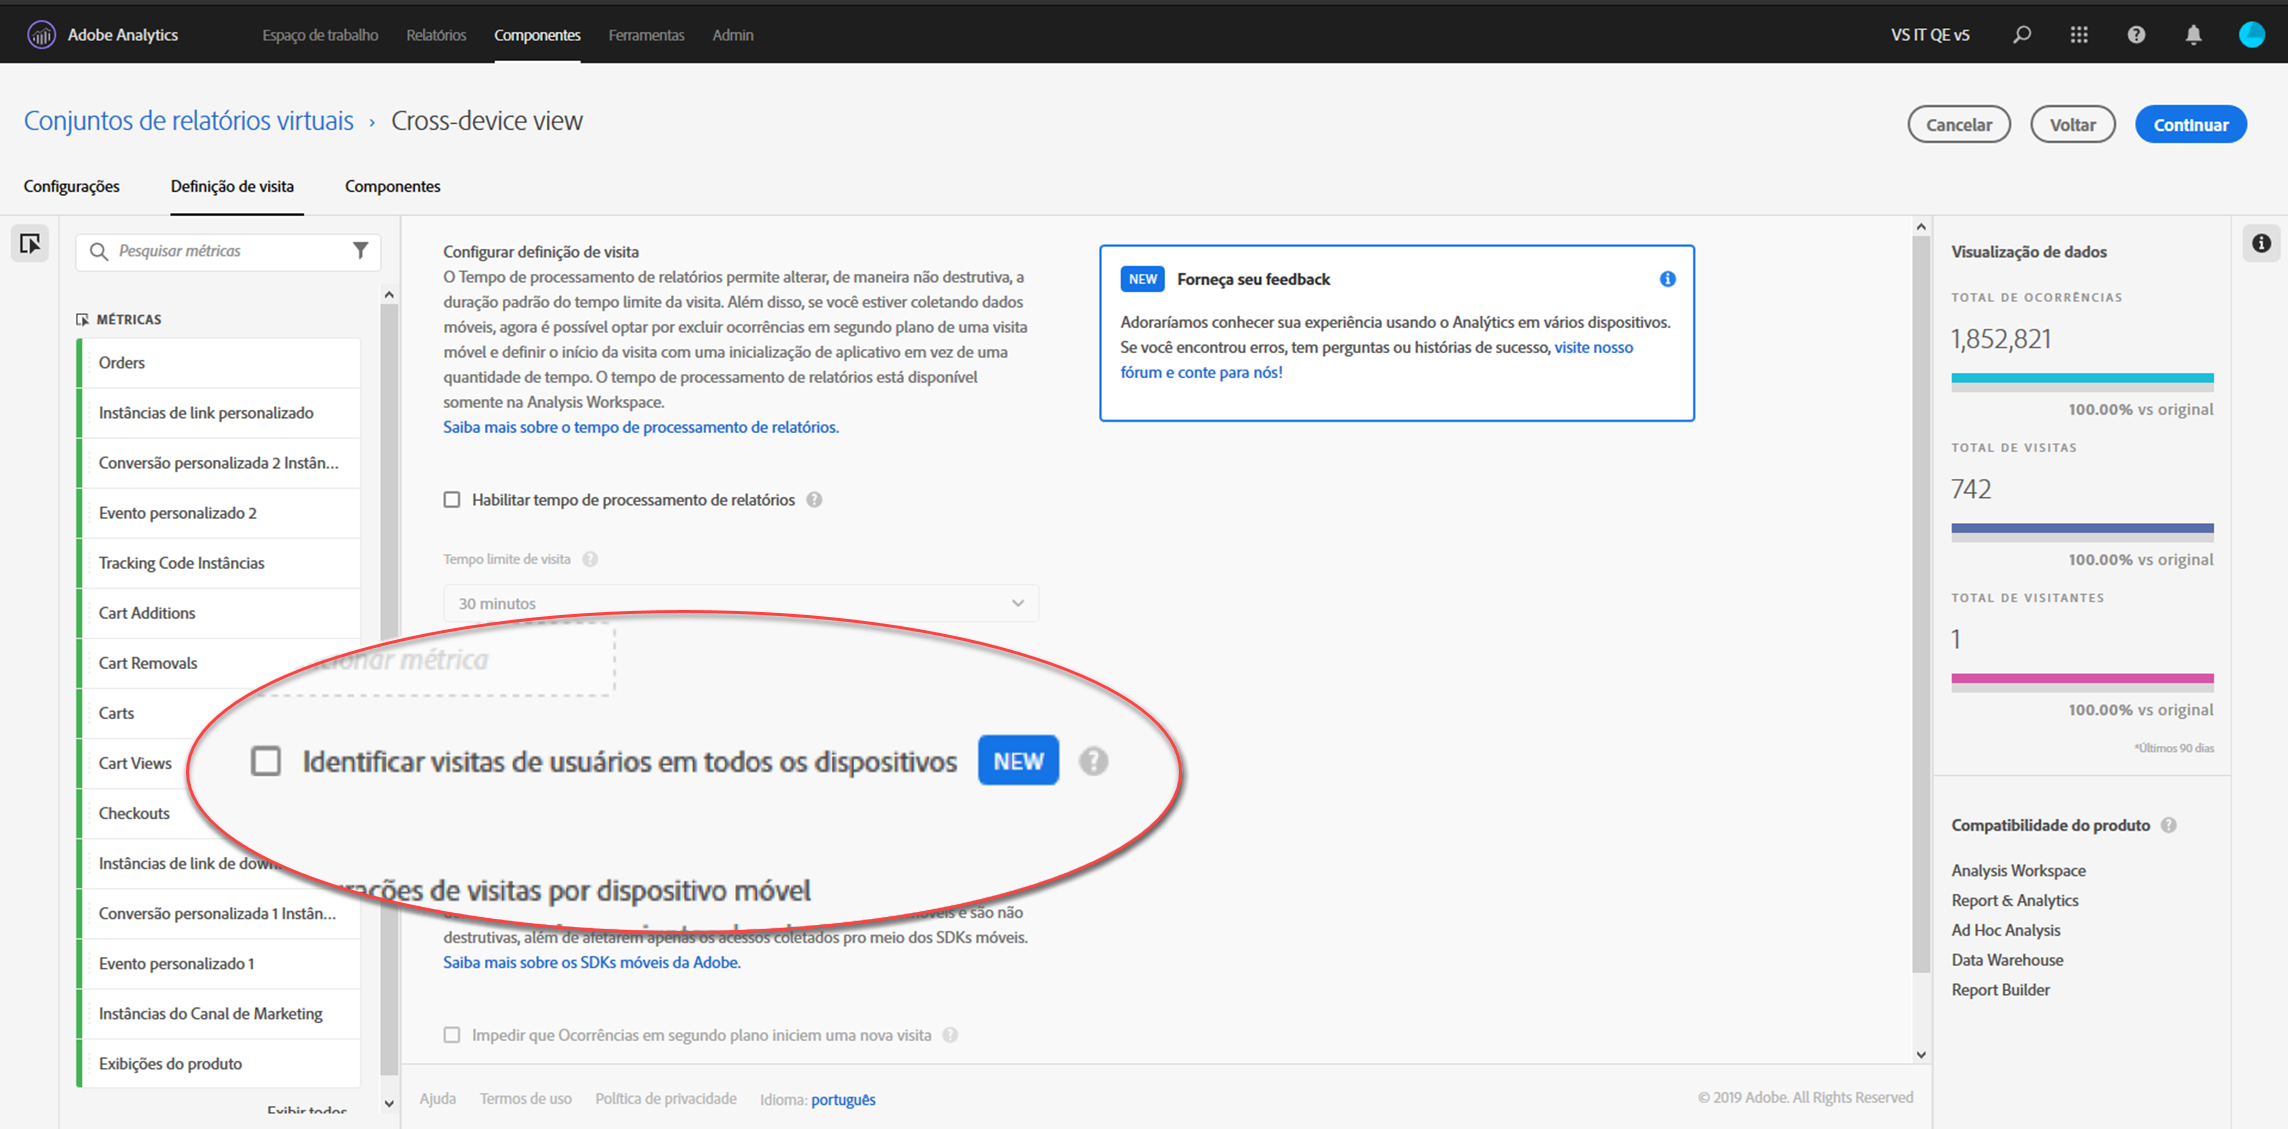 Adobe Analytics
Espaço de trabalho
Relatórios
Componentes
Ferramentas
Admin
VS IT QE v5
Conjuntos de relatórios virtuais › Cross-device view
Cancelar
Voltar
Continuar
Configurações
Definição de visita
Componentes
Pesquisar métricas
MÉTRICAS
Orders
Instâncias de link personalizado
Conversão personalizada 2 Instân...
Evento personalizado 2
Tracking Code Instâncias
Cart Additions
Cart Removals
Carts
Cart Views
Checkouts
Instâncias de link de down
Conversão personalizada 1 Instân...
Evento personalizado 1
Instâncias do Canal de Marketing
Exibições do produto
Exibir todos
Configurar definição de visita
O Tempo de processamento de relatórios permite alterar, de maneira não destrutiva, a
duração padrão do tempo limite da visita. Além disso, se você estiver coletando dados
móveis, agora é possível optar por excluir ocorrências em segundo plano de uma visita
móvel e definir o início da visita com uma inicialização de aplicativo em vez de uma
quantidade de tempo. O tempo de processamento de relatórios está disponível
somente na Analysis Workspace.
Saiba mais sobre o tempo de processamento de relatórios.
Habilitar tempo de processamento de relatórios
Tempo limite de visita
30 minutos
cionar métrica
Identificar visitas de usuários em todos os dispositivos NEW
rações de visitas por dispositivo móvel
móveis e são não
destrutivas, além de afetarem apenas os acessos coletados pro meio dos SDKs móveis.
Saiba mais sobre os SDKs móveis da Adobe.
Impedir que Ocorrências em segundo plano iniciem uma nova visita
NEW Forneça seu feedback
Adoraríamos conhecer sua experiência usando o Analýtics em vários dispositivos.
Se você encontrou erros, tem perguntas ou histórias de sucesso, visite nosso
fórum e conte para nós!
Visualização de dados
TOTAL DE OCORRÊNCIAS
1,852,821
100.00% vs original
TOTAL DE VISITAS
742
100.00% vs original
TOTAL DE VISITANTES
1
100.00% vs original
*Últimos 90 dias
Compatibilidade do produto
Analysis Workspace
Report & Analytics
Ad Hoc Analysis
Data Warehouse
Report Builder
Ajuda
Termos de uso
Política de privacidade
Idioma: português
© 2019 Adobe. All Rights Reserved